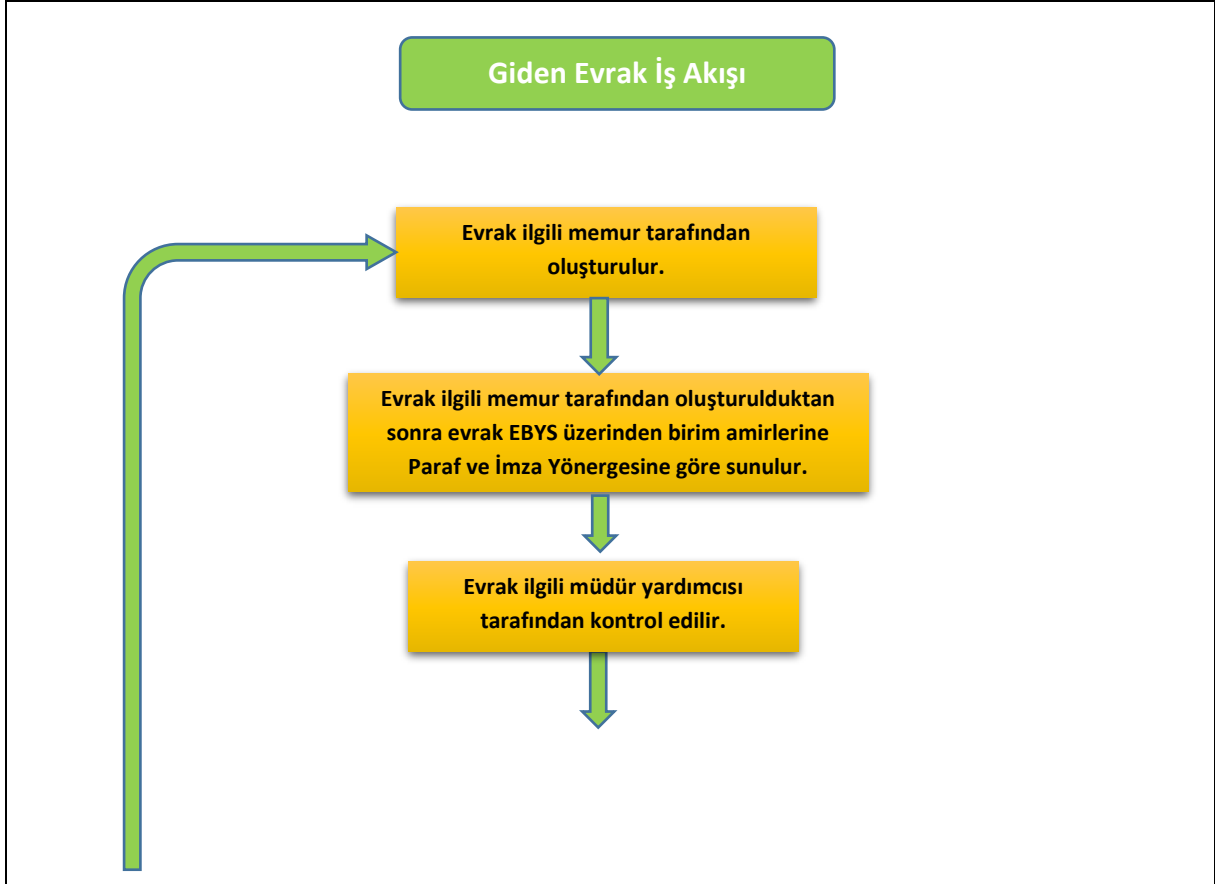 Giden Evrak İş Akışı
Evrak ilgili memur tarafından
oluşturulur.
Evrak ilgili memur tarafından oluşturulduktan
sonra evrak EBYS üzerinden birim amirlerine
Paraf ve İmza Yönergesine göre sunulur.
Evrak ilgili müdür yardımcısı
tarafından kontrol edilir.